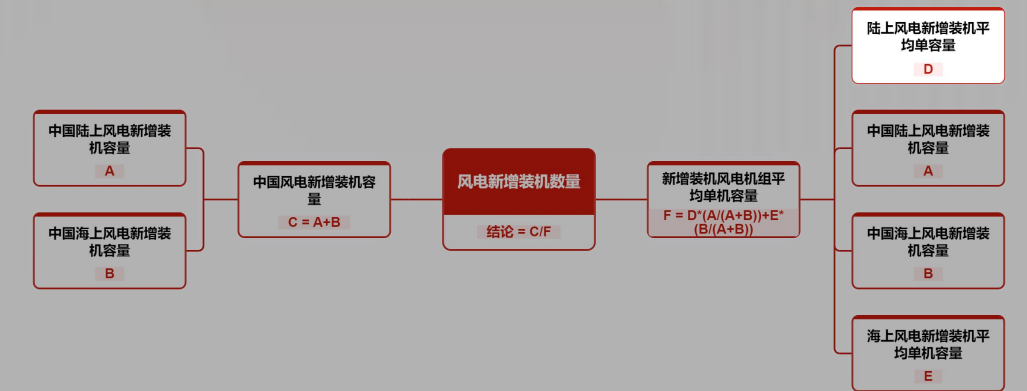 陆上风电新增装机平
均单容量
D
中国陆上风电新增装
机容量
A
中国海上风电新增装
机容量
B
中国风电新增装机容
量
C = A+B
风电新增装机数量
结论 = C/F
新增装机风电机组平
均单机容量
F = D*(A/(A+B))+E*
(B/(A+B))
中国陆上风电新增装
机容量
A
中国海上风电新增装
机容量
B
海上风电新增装机平
均单机容量
E